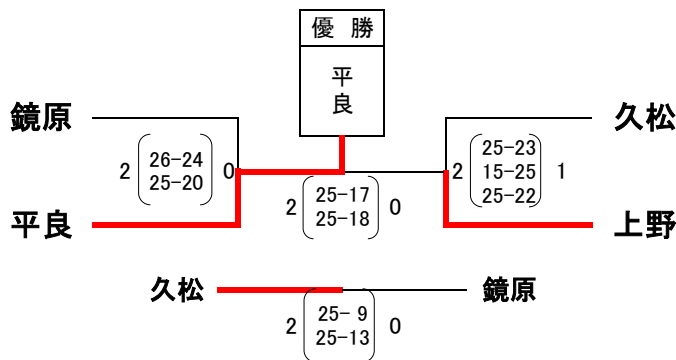 優 勝
平
良
鏡原
久松
2 26-24 0
25-20
2 25-23 1
15-25
25-22
2 25-17 0
25-18
平良
上野
久松
鏡原
2 25- 9 0
25-13